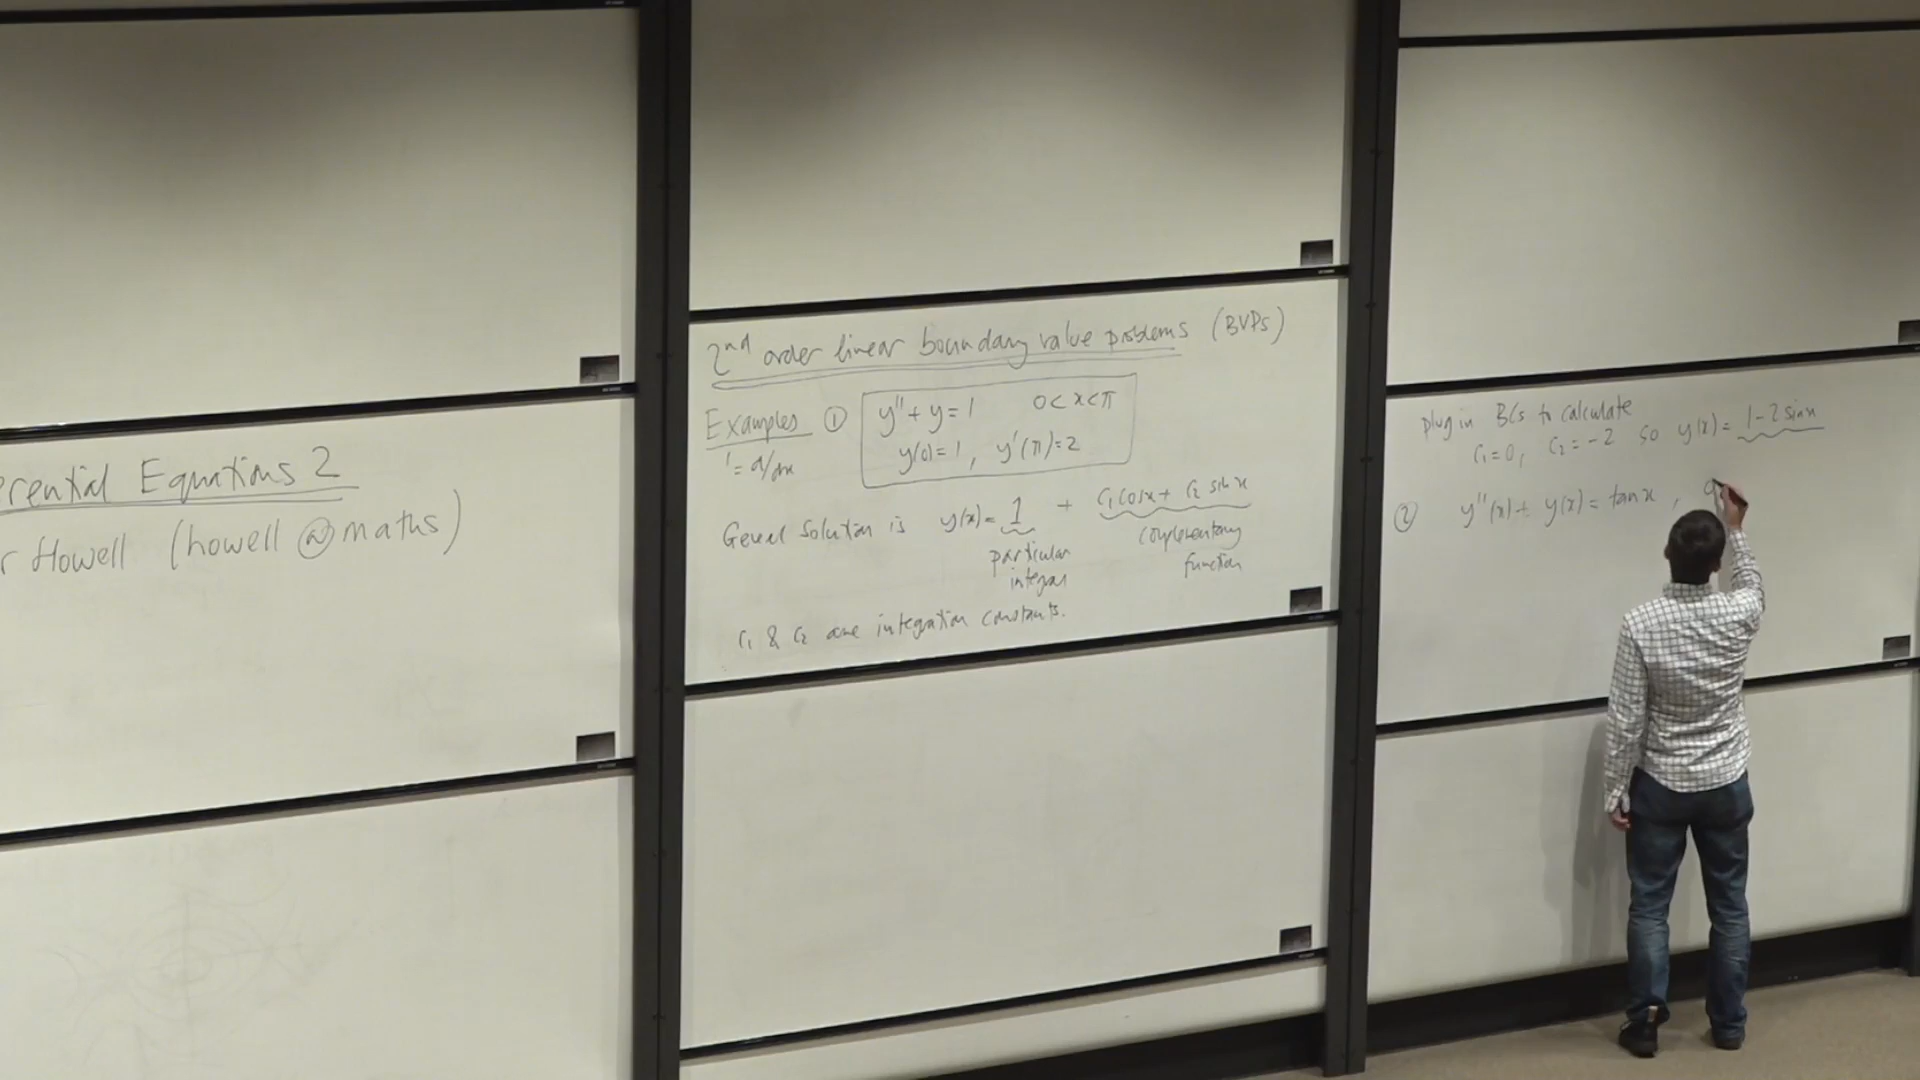 erential Equations 2
r Howell (howell @ maths)
2nd order linear boundary value problems (BVPs)
Examples ① y'' + y = 1 0 < x < π
' = d/dx y(0) = 1, y'(π) = 2
General solution is y(x) = 1 + c₁ cos x + c₂ sin x
particular complementary
integral function
c₁ & c₂ are integration constants.
plug in BCs to calculate
c₁ = 0, c₂ = -2 so y(x) = 1 - 2 sin x
② y''(x) + y(x) = tan x ,